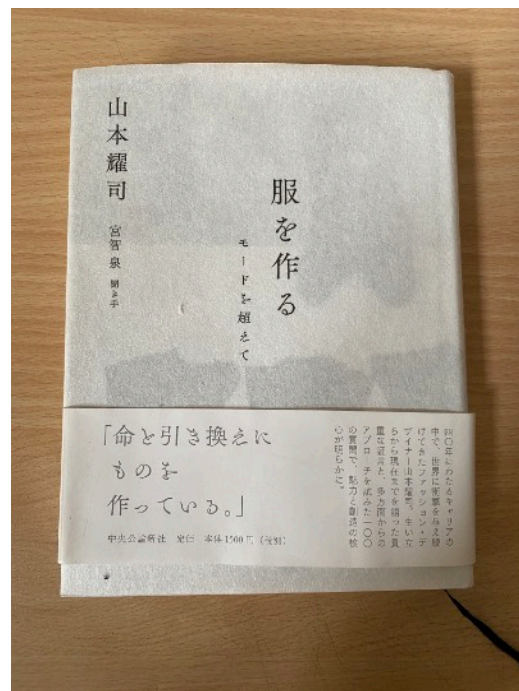 服を作る
モードを超えて
山本耀司
宮智泉 聞き手
「命と引き換えに
ものを
作っている。」
中央公論新社 定価 本体1500円（税別）
四〇年にわたるキャリアの
中で、世界に衝撃を与え続
けてきたファッション・デ
ザイナー山本耀司。生い立
ちから現在までを語った貴
重な証言と、多方面からの
アプローチを試みた一〇〇
の質問で、魅力と創造の核
心が明らかに。